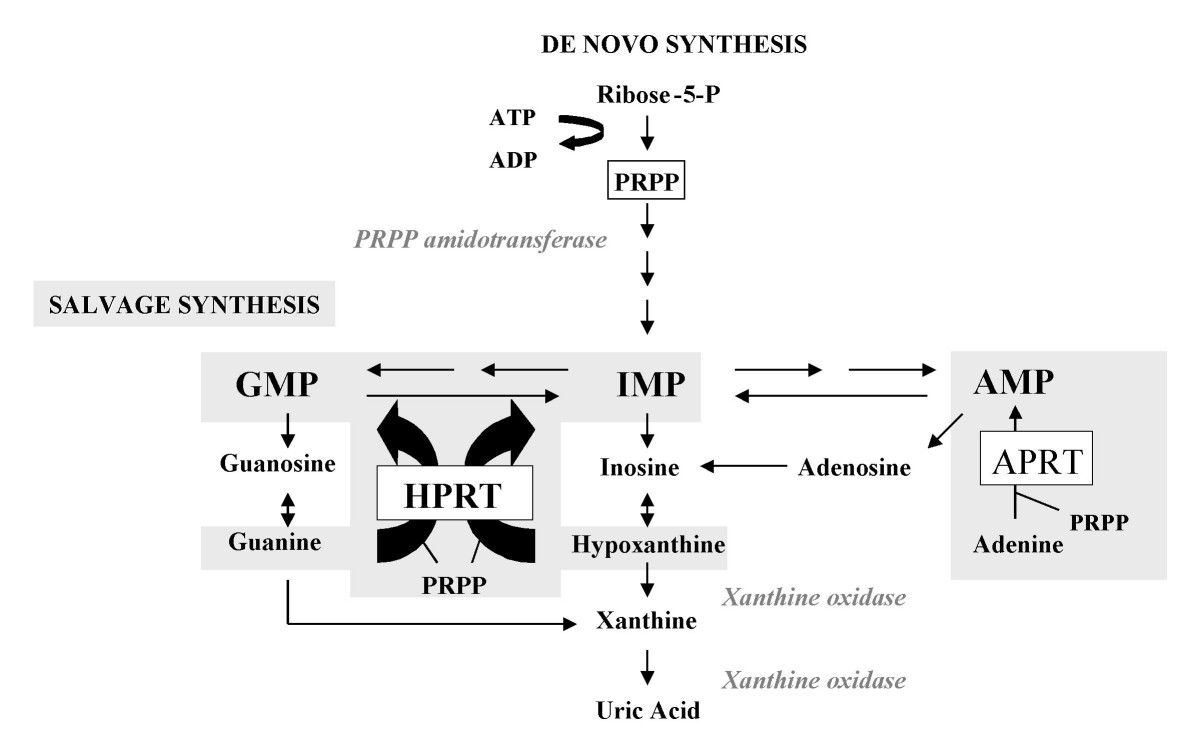 DE NOVO SYNTHESIS
Ribose-5-P
ATP
ADP
PRPP
PRPP amidotransferase
SALVAGE SYNTHESIS
GMP
IMP
AMP
Guanosine
Inosine
Adenosine
APRT
HPRT
PRPP
Guanine
Hypoxanthine
Adenine
PRPP
Xanthine oxidase
Xanthine
Xanthine oxidase
Uric Acid